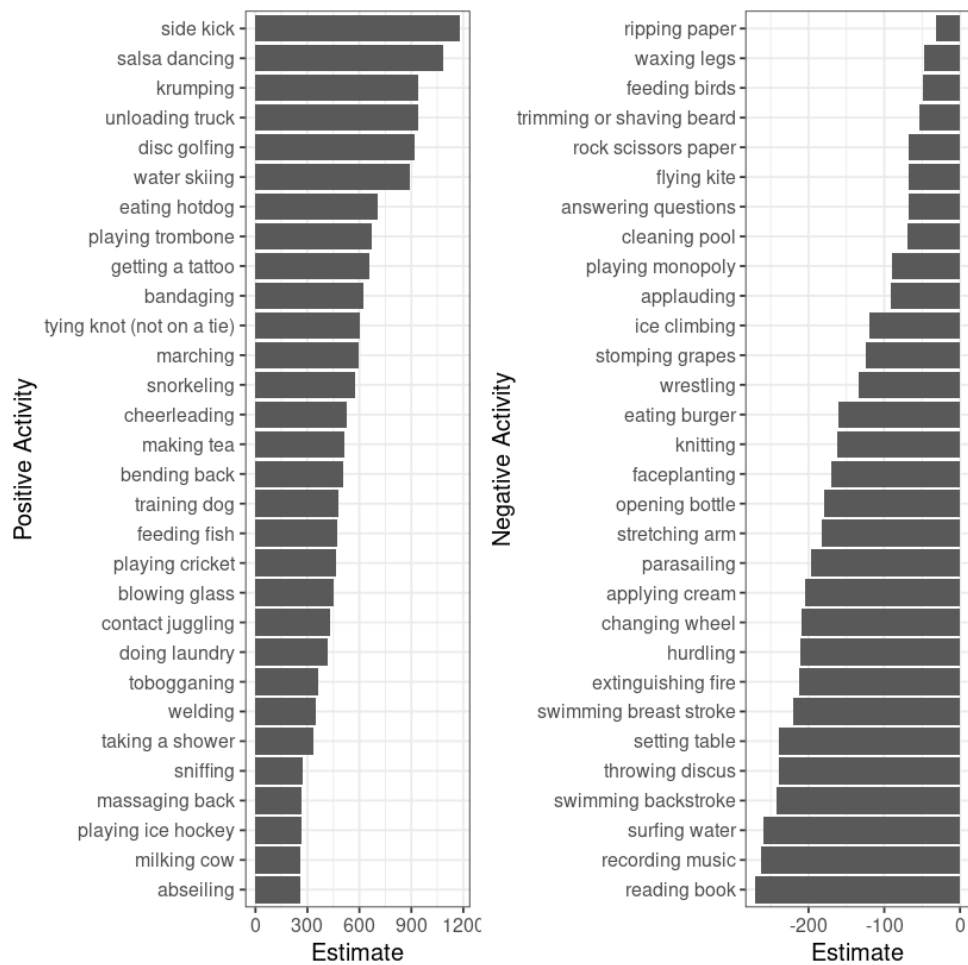 Positive Activity
side kick
salsa dancing
krumping
unloading truck
disc golfing
water skiing
eating hotdog
playing trombone
getting a tattoo
bandaging
tying knot (not on a tie)
marching
snorkeling
cheerleading
making tea
bending back
training dog
feeding fish
playing cricket
blowing glass
contact juggling
doing laundry
tobogganing
welding
taking a shower
sniffing
massaging back
playing ice hockey
milking cow
abseiling
0 300 600 900 1200
Estimate
Negative Activity
ripping paper
waxing legs
feeding birds
trimming or shaving beard
rock scissors paper
flying kite
answering questions
cleaning pool
playing monopoly
applauding
ice climbing
stomping grapes
wrestling
eating burger
knitting
faceplanting
opening bottle
stretching arm
parasailing
applying cream
changing wheel
hurdling
extinguishing fire
swimming breast stroke
setting table
throwing discus
swimming backstroke
surfing water
recording music
reading book
-200 -100 0
Estimate